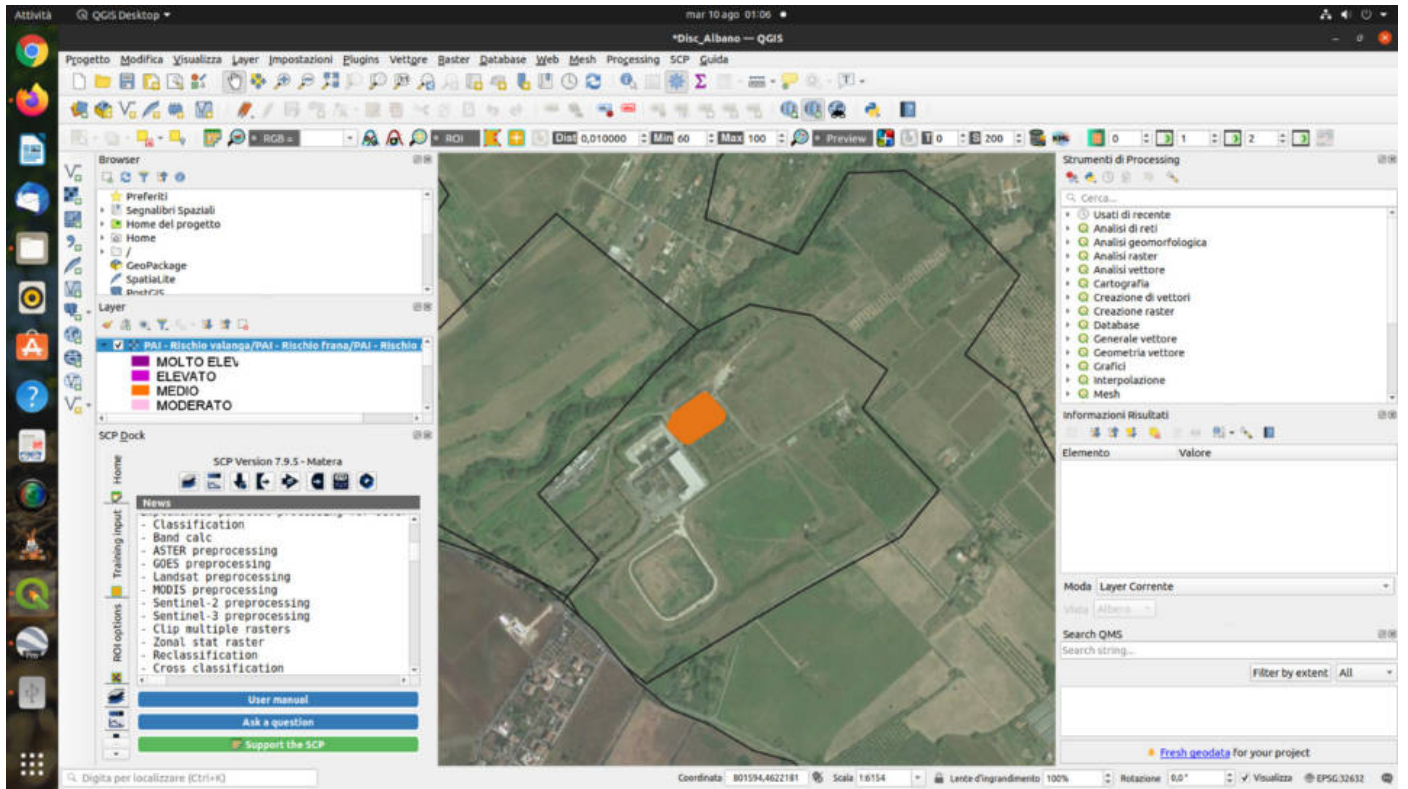 Attività QGIS Desktop mar 10 ago 01:06
*Disc_Albano — QGIS
Progetto Modifica Visualizza Layer Impostazioni Plugins Vettore Raster Database Web Mesh Processing SCP Guida
RGB = ROI Dist 0,010000 Min 60 Max 100 Preview T 0 S 200 0 1 2
Browser
Preferiti
Segnalibri Spaziali
Home del progetto
Home
/
GeoPackage
SpatiaLite
PostGIS
Layer
PAI - Rischio valanga/PAI - Rischio frana/PAI - Rischio
MOLTO ELEV
ELEVATO
MEDIO
MODERATO
SCP Dock
Home
Training input
ROI options
SCP Version 7.9.5 - Matera
News
- Classification
- Band calc
- ASTER preprocessing
- GOES preprocessing
- Landsat preprocessing
- MODIS preprocessing
- Sentinel-2 preprocessing
- Sentinel-3 preprocessing
- Clip multiple rasters
- Zonal stat raster
- Reclassification
- Cross classification
User manual
Ask a question
Support the SCP
Strumenti di Processing
Cerca...
Usati di recente
Analisi di reti
Analisi geomorfologica
Analisi raster
Analisi vettore
Cartografia
Creazione di vettori
Creazione raster
Database
Generale vettore
Geometria vettore
Grafici
Interpolazione
Mesh
Informazioni Risultati
Elemento Valore
Moda Layer Corrente
Vista Albero
Search QMS
Search string...
Filter by extent All
Fresh geodata for your project
Digita per localizzare (Ctrl+K) Coordinata 801594,4622181 Scala 1:6154 Lente d'ingrandimento 100% Rotazione 0,0° Visualizza EPSG:32632